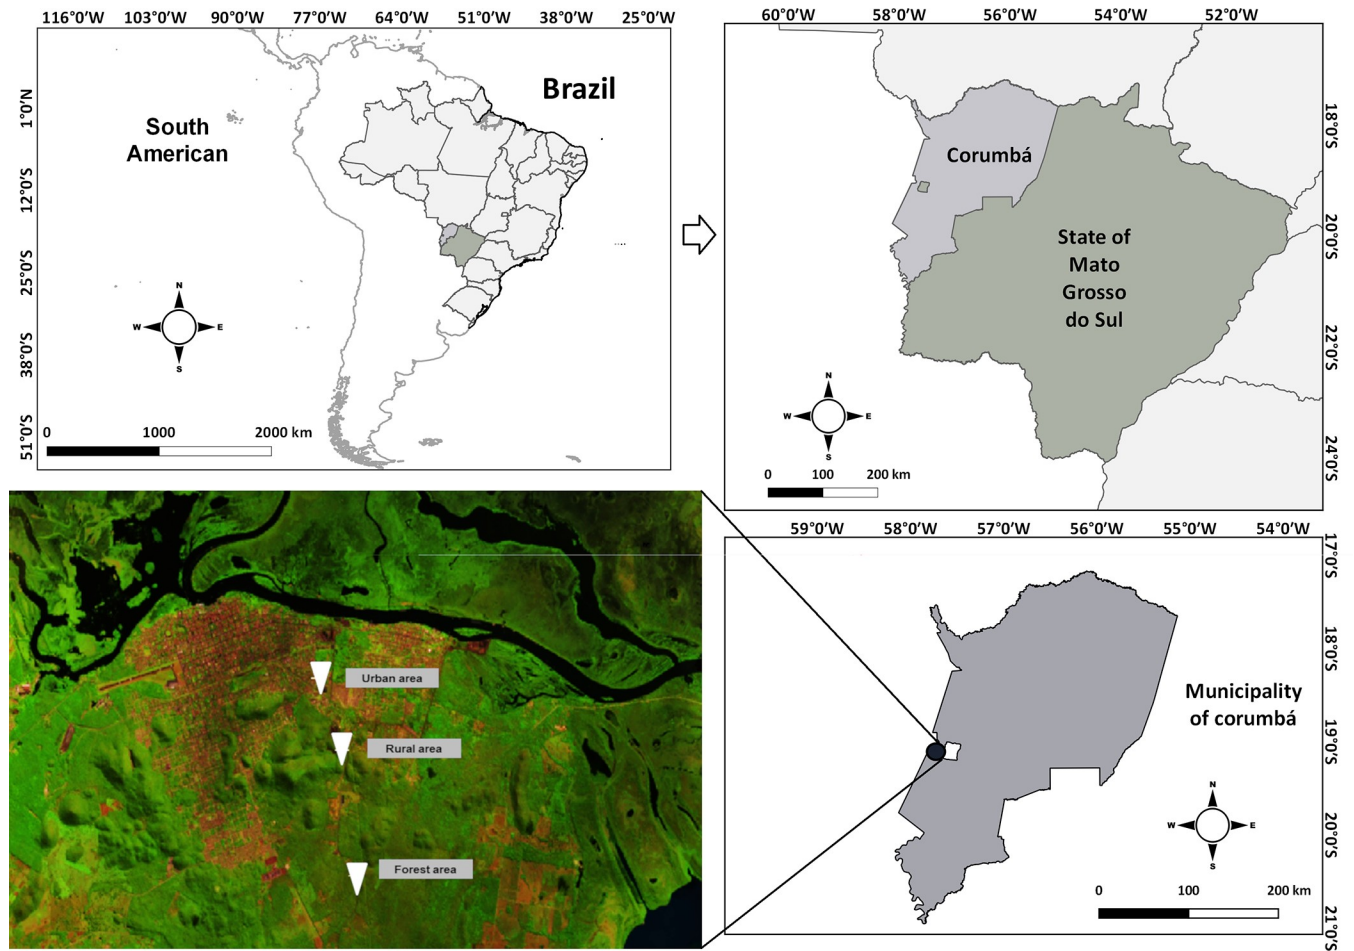 116°0'W 103°0'W 90°0'W 77°0'W 64°0'W 51°0'W 38°0'W 25°0'W
1°0'N
12°0'S
25°0'S
38°0'S
51°0'S
Brazil
South
American
N
W E
S
0 1000 2000 km
60°0'W 58°0'W 56°0'W 54°0'W 52°0'W
18°0'S
20°0'S
22°0'S
24°0'S
Corumbá
State of
Mato
Grosso
do Sul
N
W E
S
0 100 200 km
Urban area
Rural area
Forest area
59°0'W 58°0'W 57°0'W 56°0'W 55°0'W 54°0'W
17°0'S
18°0'S
19°0'S
20°0'S
21°0'S
Municipality
of corumbá
N
W E
S
0 100 200 km